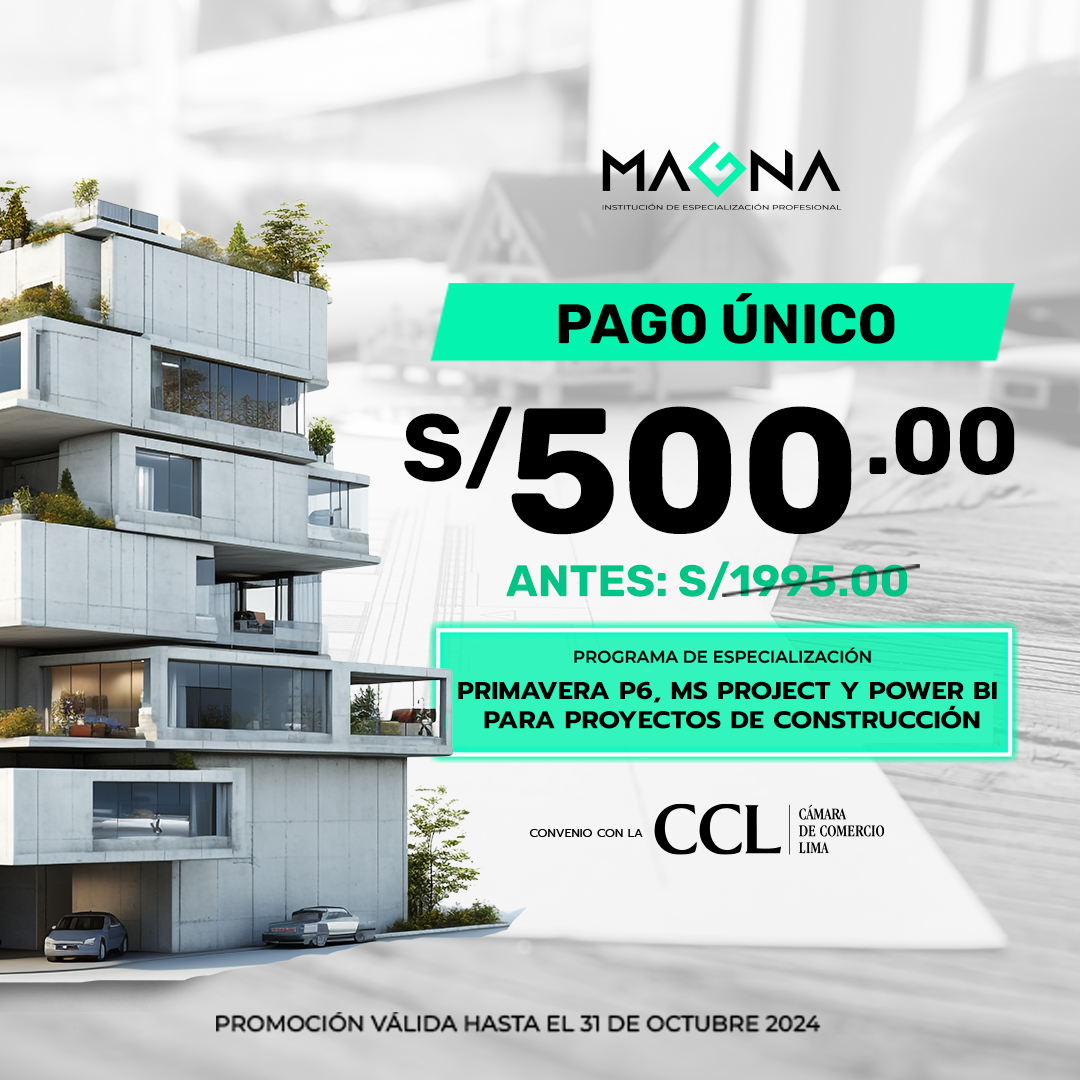 MAGNA
INSTITUCIÓN DE ESPECIALIZACIÓN PROFESIONAL
PAGO ÚNICO
S/500.00
ANTES: S/1995.00
PROGRAMA DE ESPECIALIZACIÓN
PRIMAVERA P6, MS PROJECT Y POWER BI
PARA PROYECTOS DE CONSTRUCCIÓN
CONVENIO CON LA CCL
CÁMARA
DE COMERCIO
LIMA
PROMOCIÓN VÁLIDA HASTA EL 31 DE OCTUBRE 2024